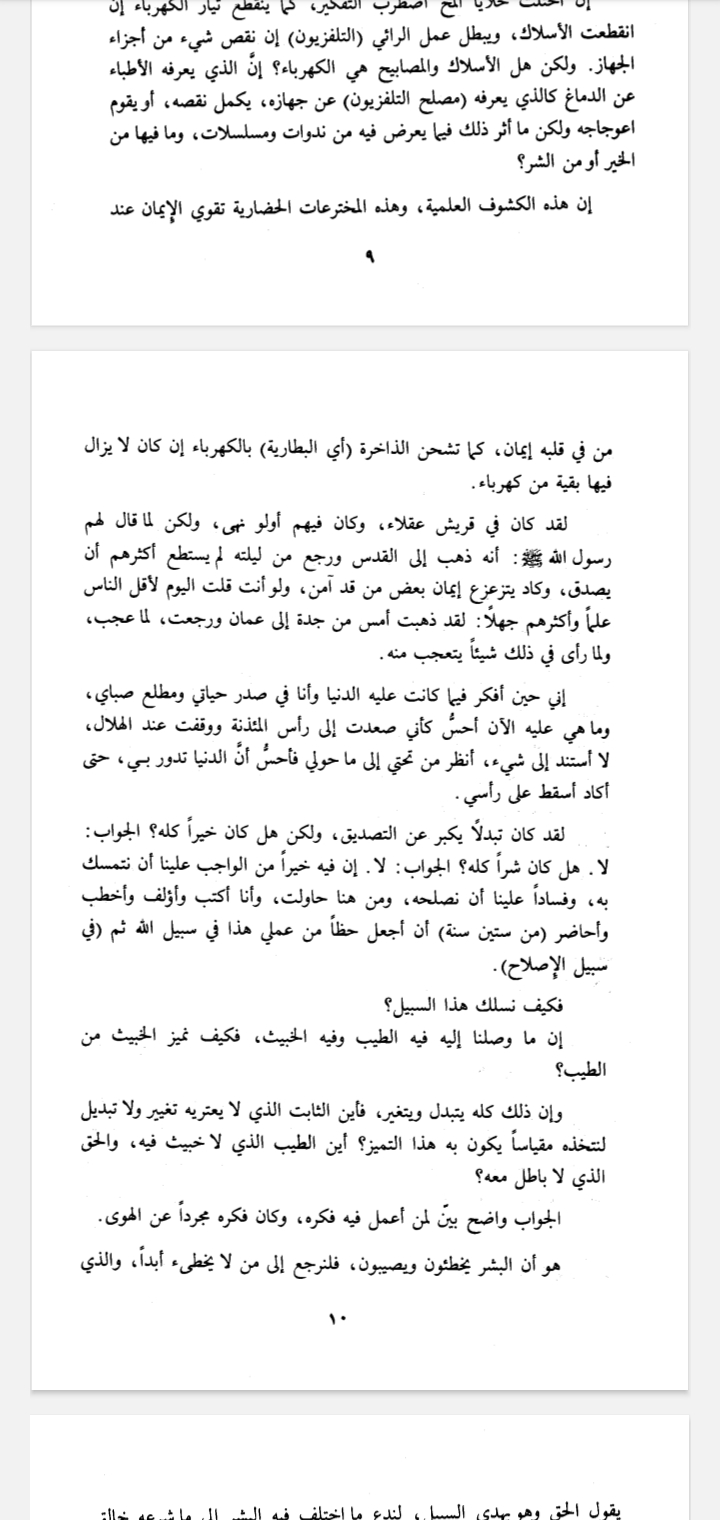 إن اختلت خلايا المخ اضطرب التفكير، كما ينقطع تيار الكهرباء إن
انقطعت الأسلاك، ويبطل عمل الرائي (التلفزيون) إن نقص شيء من أجزاء
الجهاز. ولكن هل الأسلاك والمصابيح هي الكهرباء؟ إنَّ الذي يعرفه الأطباء
عن الدماغ كالذي يعرفه (مصلح التلفزيون) عن جهازه، يكمل نقصه، أو يقوم
اعوجاجه ولكن ما أثر ذلك فيما يعرض فيه من ندوات ومسلسلات، وما فيها من
الخير أو من الشر؟
إن هذه الكشوف العلمية، وهذه المخترعات الحضارية تقوي الإيمان عند
٩
من في قلبه إيمان، كما تشحن الذاخرة (أي البطارية) بالكهرباء إن كان لا يزال
فيها بقية من كهرباء.
لقد كان في قريش عقلاء، وكان فيهم أولو نهى، ولكن لما قال لهم
رسول الله ﷺ: أنه ذهب إلى القدس ورجع من ليلته لم يستطع أكثرهم أن
يصدق، وكاد يتزعزع إيمان بعض من قد آمن، ولو أنت قلت اليوم لأقل الناس
علماً وأكثرهم جهلاً: لقد ذهبت أمس من جدة إلى عمان ورجعت، لما عجب،
ولما رأى في ذلك شيئاً يتعجب منه.
إني حين أفكر فيما كانت عليه الدنيا وأنا في صدر حياتي ومطلع صباي،
وما هي عليه الآن أحسُّ كأني صعدت إلى رأس المئذنة ووقفت عند الهلال،
لا أستند إلى شيء، أنظر من تحتي إلى ما حولي فأحسُّ أنَّ الدنيا تدور بي، حتى
أكاد أسقط على رأسي.
لقد كان تبدلاً يكبر عن التصديق، ولكن هل كان خيراً كله؟ الجواب:
لا. هل كان شراً كله؟ الجواب: لا. إن فيه خيراً من الواجب علينا أن نتمسك
به، وفساداً علينا أن نصلحه، ومن هنا حاولت، وأنا أكتب وأؤلف وأخطب
وأحاضر (من ستين سنة) أن أجعل حظاً من عملي هذا في سبيل الله ثم (في
سبيل الإصلاح).
فكيف نسلك هذا السبيل؟
إن ما وصلنا إليه فيه الطيب وفيه الخبيث، فكيف نميز الخبيث من
الطيب؟
وإن ذلك كله يتبدل ويتغير، فأين الثابت الذي لا يعتريه تغيير ولا تبديل
لنتخذه مقياساً يكون به هذا التميز؟ أين الطيب الذي لا خبيث فيه، والحق
الذي لا باطل معه؟
الجواب واضح بيّن لمن أعمل فيه فكره، وكان فكره مجرداً عن الهوى.
هو أن البشر يخطئون ويصيبون، فلنرجع إلى من لا يخطىء أبداً، والذي
١٠
يقول الحق وهو يهدي السبيل، لندع ما اختلف فيه البشر إلى ما شرعه خالق